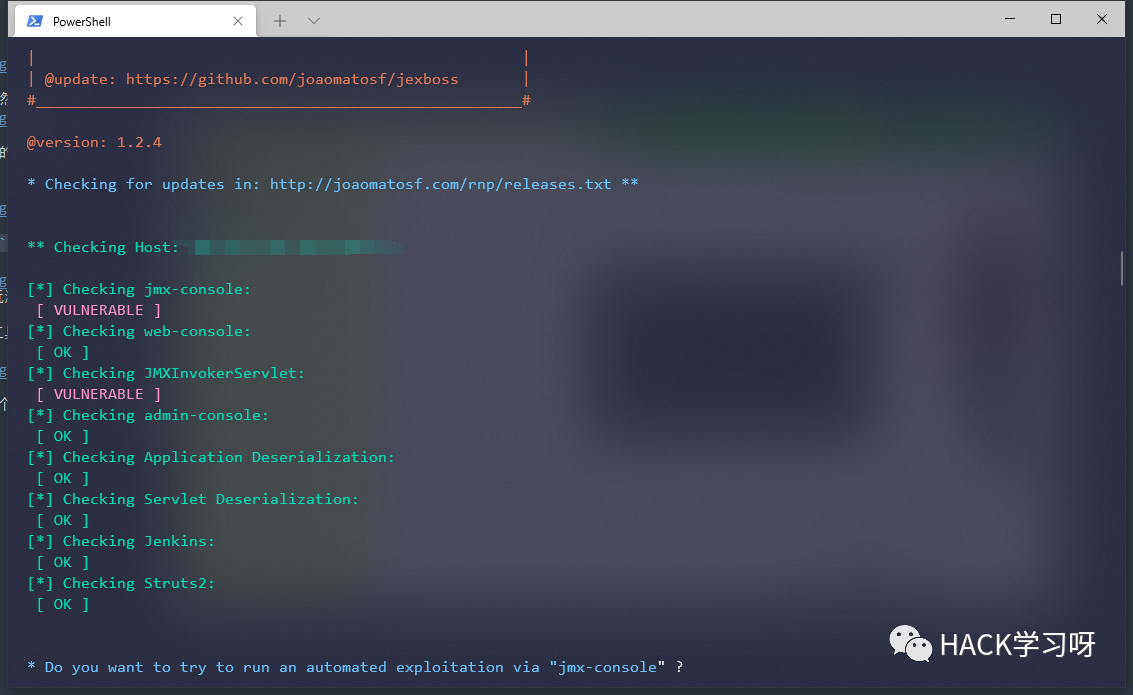 PowerShell
| |
| @update: https://github.com/joaomatosf/jexboss |
#______________________________________________________#
@version: 1.2.4
* Checking for updates in: http://joaomatosf.com/rnp/releases.txt **
** Checking Host:
[*] Checking jmx-console:
[ VULNERABLE ]
[*] Checking web-console:
[ OK ]
[*] Checking JMXInvokerServlet:
[ VULNERABLE ]
[*] Checking admin-console:
[ OK ]
[*] Checking Application Deserialization:
[ OK ]
[*] Checking Servlet Deserialization:
[ OK ]
[*] Checking Jenkins:
[ OK ]
[*] Checking Struts2:
[ OK ]
* Do you want to try to run an automated exploitation via "jmx-console" ?
HACK学习呀